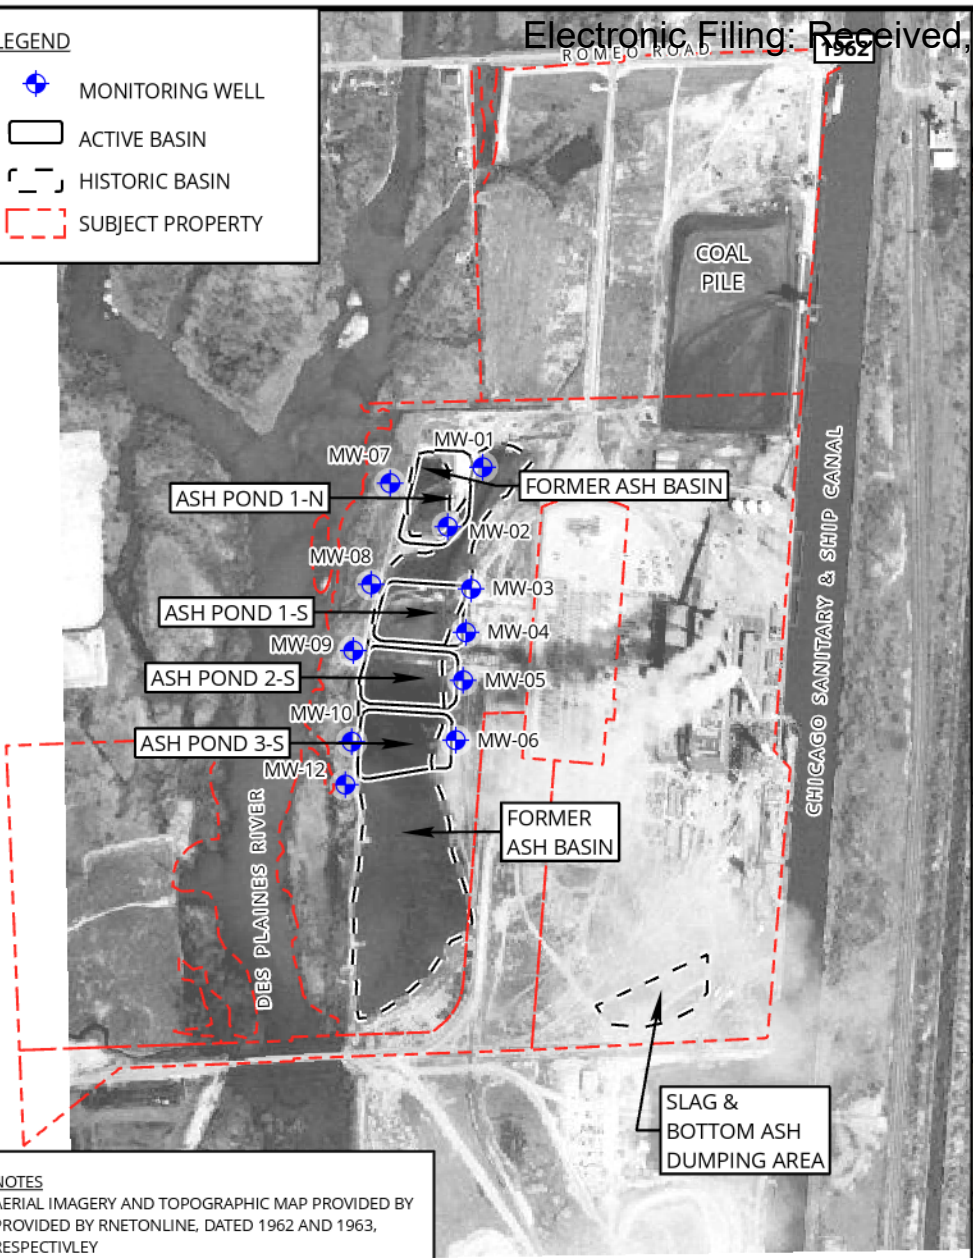 Electronic Filing: Received,
LEGEND
MONITORING WELL
ACTIVE BASIN
HISTORIC BASIN
SUBJECT PROPERTY
ROMEO ROAD
1962
COAL
PILE
MW-01
MW-07
FORMER ASH BASIN
ASH POND 1-N
MW-02
MW-08
MW-03
ASH POND 1-S
MW-04
MW-09
ASH POND 2-S
MW-05
MW-10
ASH POND 3-S
MW-06
MW-12
CHICAGO SANITARY & SHIP CANAL
DES PLAINES RIVER
FORMER
ASH BASIN
SLAG &
BOTTOM ASH
DUMPING AREA
NOTES
AERIAL IMAGERY AND TOPOGRAPHIC MAP PROVIDED BY
PROVIDED BY RNETONLINE, DATED 1962 AND 1963,
RESPECTIVLEY